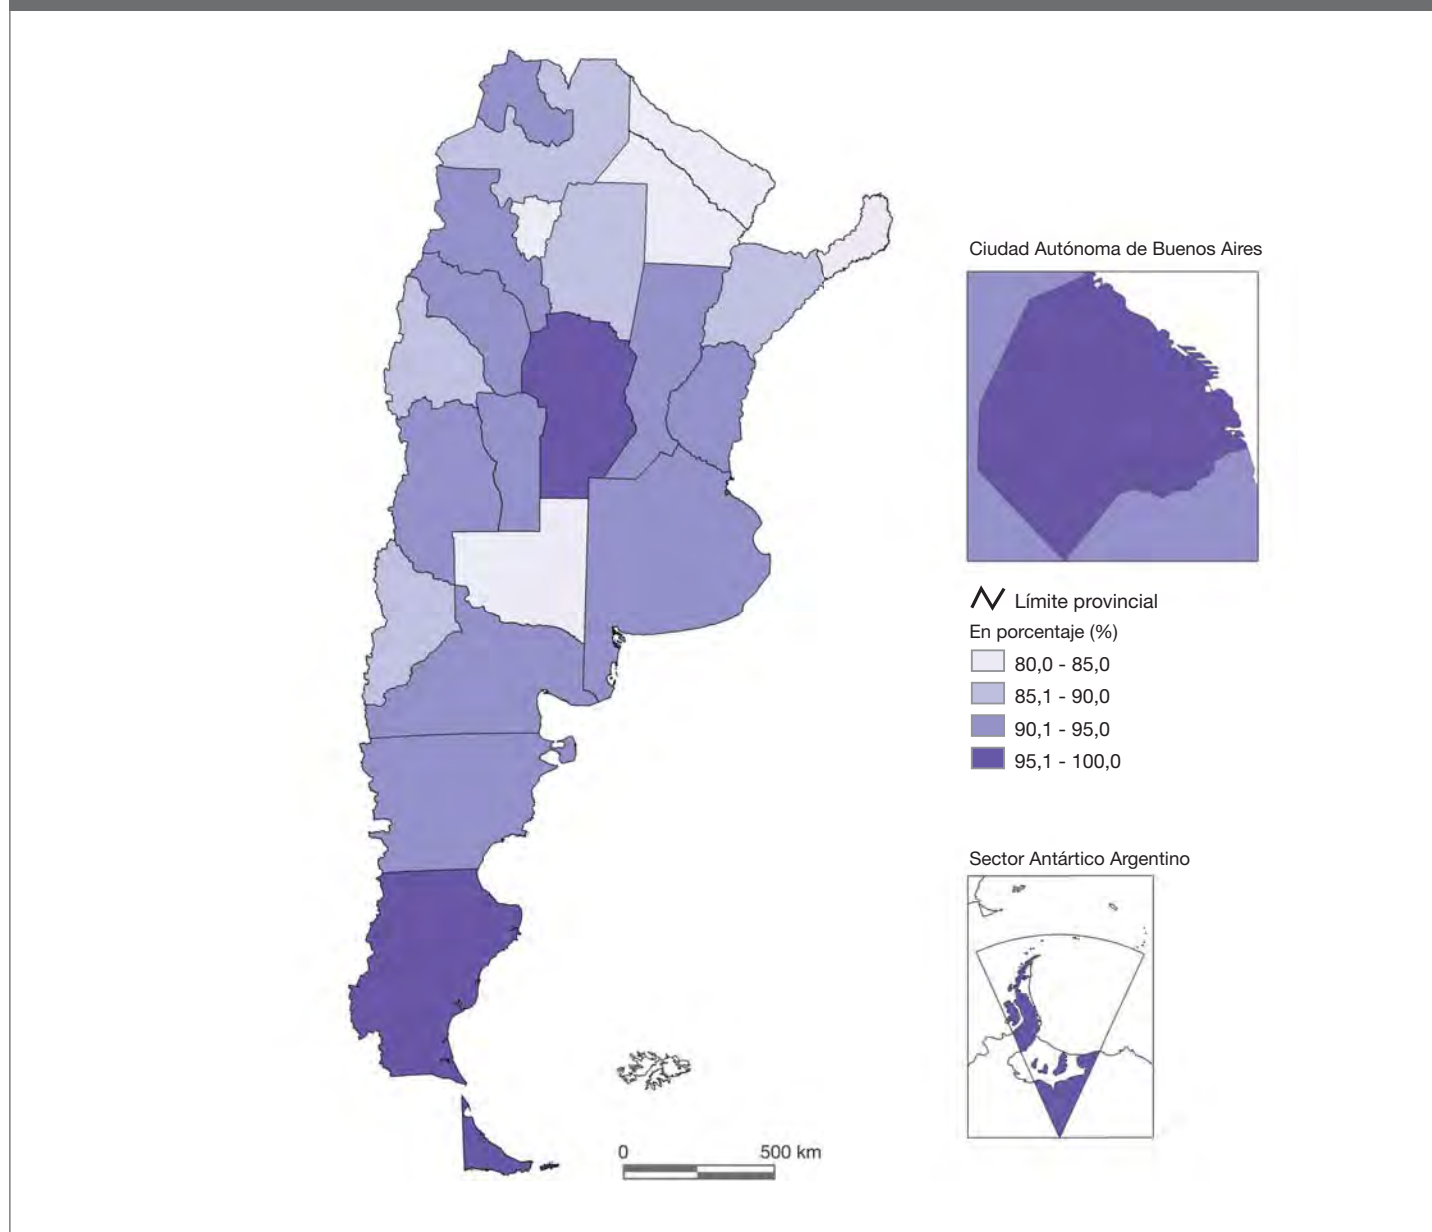 Ciudad Autónoma de Buenos Aires
Límite provincial
En porcentaje (%)
80,0 - 85,0
85,1 - 90,0
90,1 - 95,0
95,1 - 100,0
Sector Antártico Argentino
0 500 km